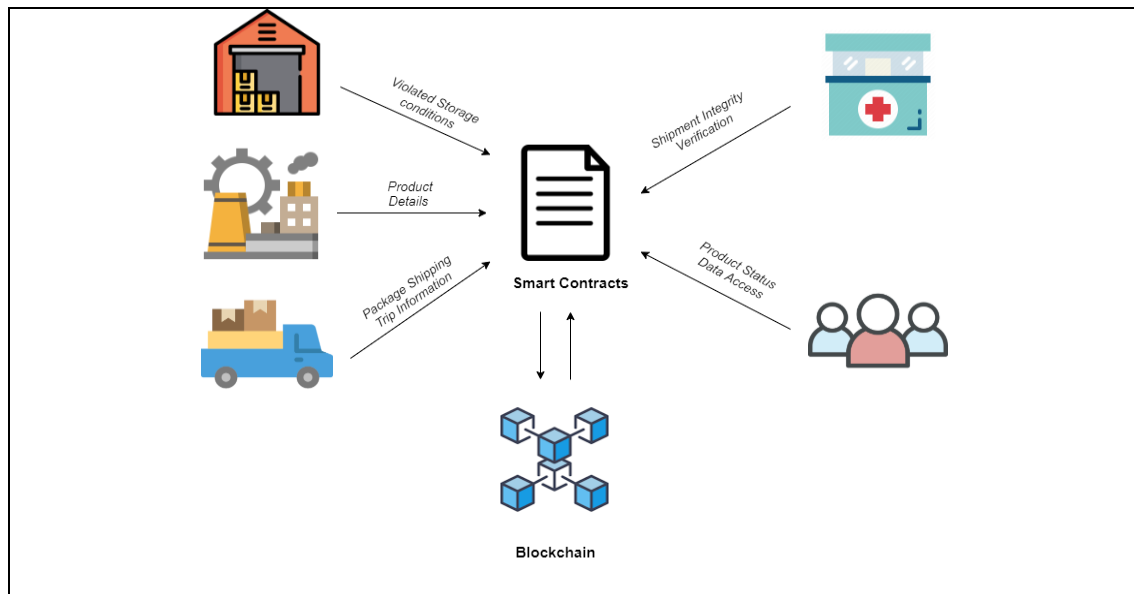 Violated Storage
conditions
Shipment Integrity
Verification
Product
Details
Package Shipping
Trip Information
Product Status
Data Access
Smart Contracts
Blockchain